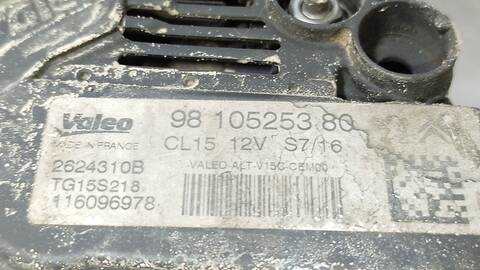 Valeo
98 105253 80
MADE IN FRANCE
CL15 12V S7/16
2624310B
VALEO-ALT-V15C-CEM00
TG15S218
116096978